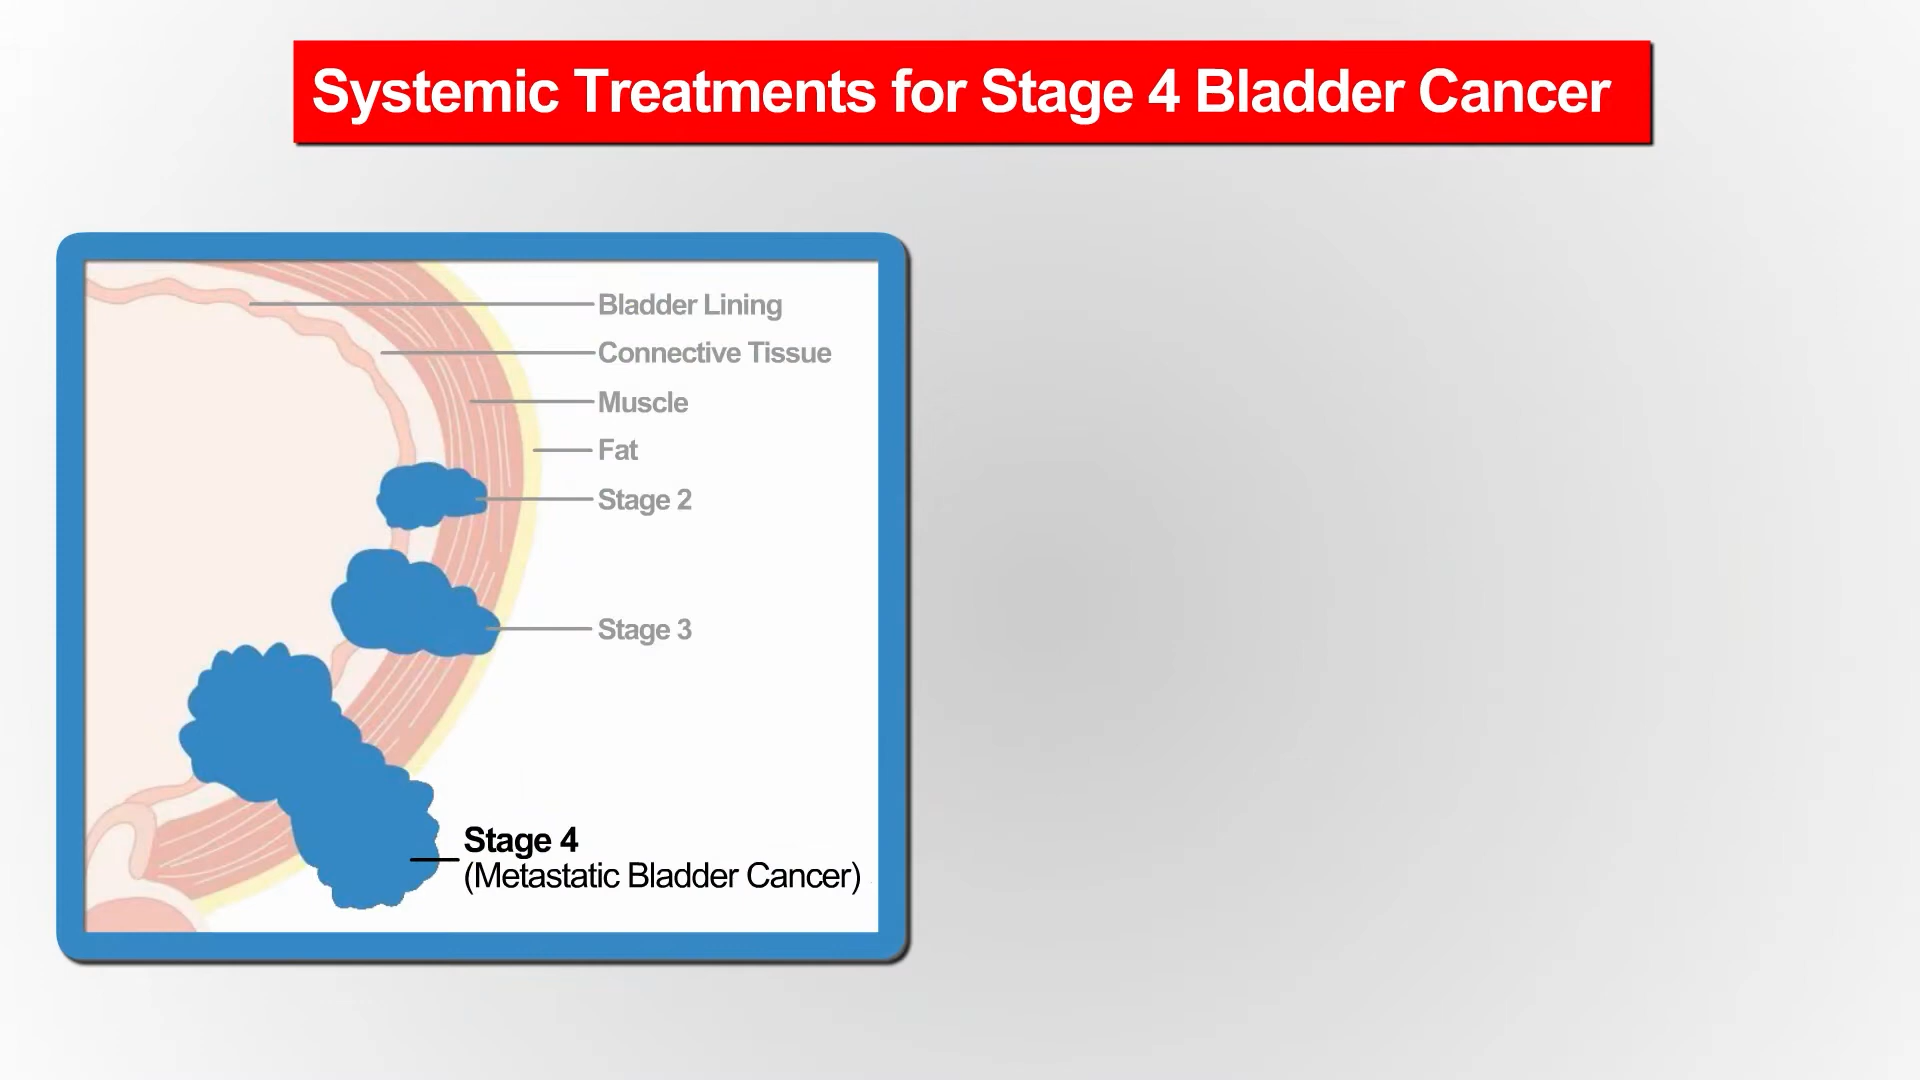 Systemic Treatments for Stage 4 Bladder Cancer
Bladder Lining
Connective Tissue
Muscle
Fat
Stage 2
Stage 3
Stage 4
(Metastatic Bladder Cancer)